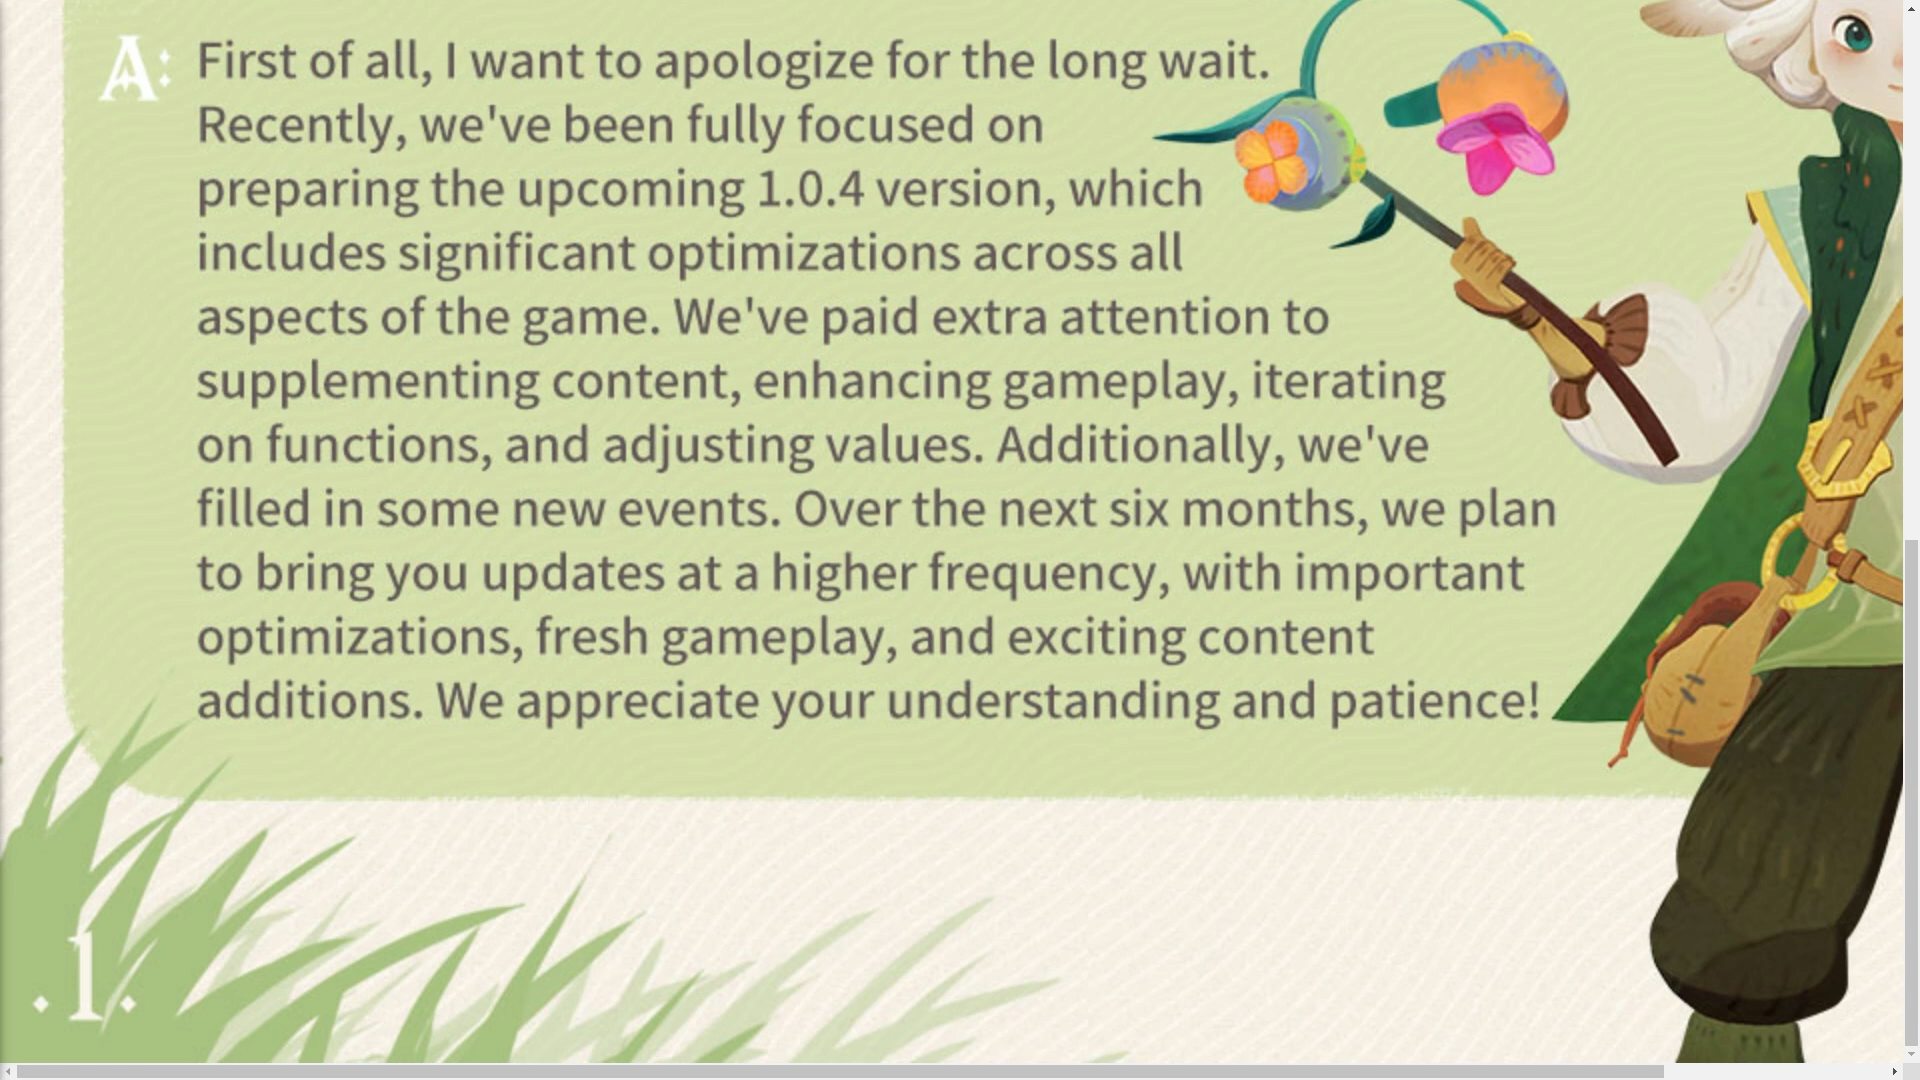 A: First of all, I want to apologize for the long wait.
Recently, we've been fully focused on
preparing the upcoming 1.0.4 version, which
includes significant optimizations across all
aspects of the game. We've paid extra attention to
supplementing content, enhancing gameplay, iterating
on functions, and adjusting values. Additionally, we've
filled in some new events. Over the next six months, we plan
to bring you updates at a higher frequency, with important
optimizations, fresh gameplay, and exciting content
additions. We appreciate your understanding and patience!
.1.